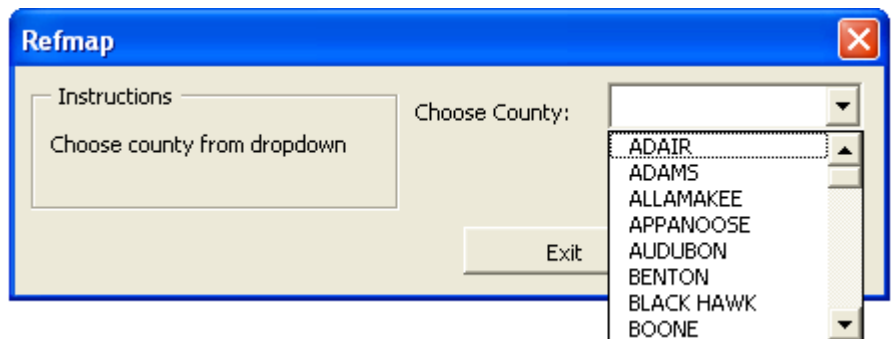 Refmap
Instructions
Choose county from dropdown
Choose County:
ADAIR
ADAMS
ALLAMAKEE
APPANOOSE
AUDUBON
BENTON
BLACK HAWK
BOONE
Exit